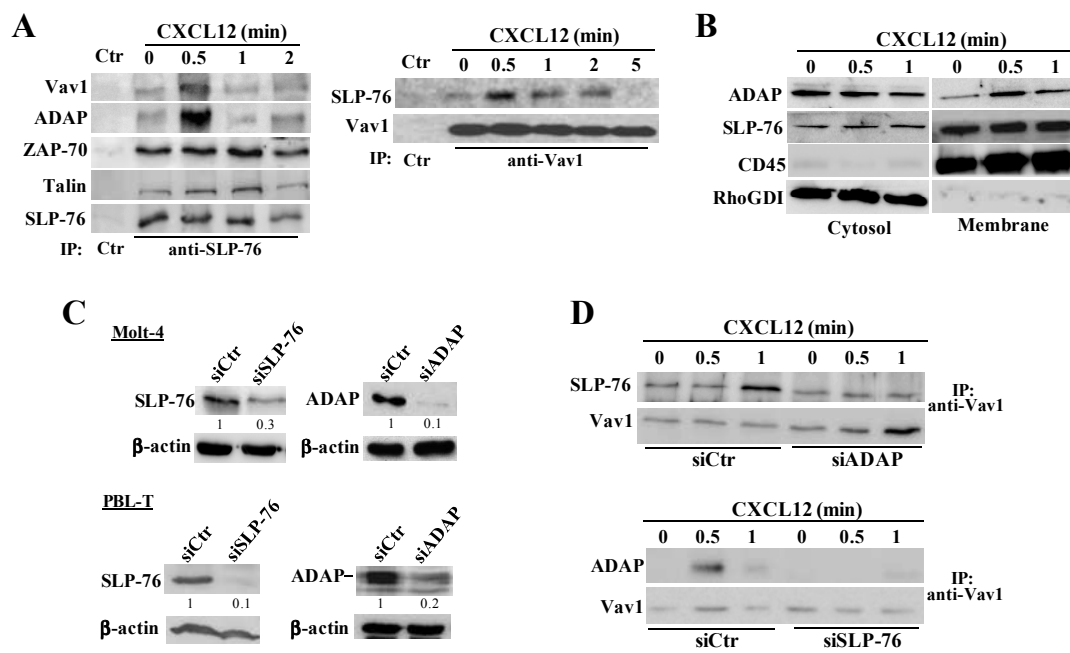 A
CXCL12 (min)
Ctr 0 0.5 1 2
Vav1
ADAP
ZAP-70
Talin
SLP-76
IP: Ctr anti-SLP-76
CXCL12 (min)
Ctr 0 0.5 1 2 5
SLP-76
Vav1
IP: Ctr anti-Vav1
B
CXCL12 (min)
0 0.5 1 0 0.5 1
ADAP
SLP-76
CD45
RhoGDI
Cytosol Membrane
C
Molt-4
siCtr siSLP-76
SLP-76
1 0.3
β-actin
siCtr siADAP
ADAP
1 0.1
β-actin
PBL-T
siCtr siSLP-76
SLP-76
1 0.1
β-actin
siCtr siADAP
ADAP–
1 0.2
β-actin
D
CXCL12 (min)
0 0.5 1 0 0.5 1
SLP-76
Vav1
IP:
anti-Vav1
siCtr siADAP
CXCL12 (min)
0 0.5 1 0 0.5 1
ADAP
Vav1
IP:
anti-Vav1
siCtr siSLP-76